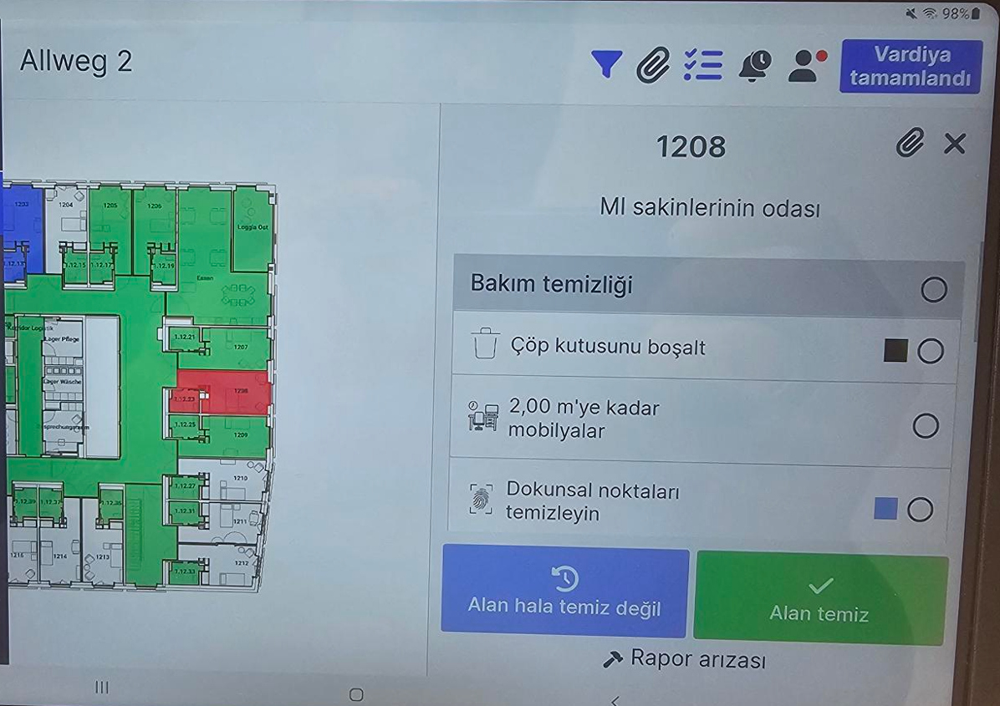 98%
Allweg 2
Vardiya
tamamlandı
1208
MI sakinlerinin odası
Bakım temizliği
Çöp kutusunu boşalt
2,00 m'ye kadar
mobilyalar
Dokunsal noktaları
temizleyin
Alan hala temiz değil
Alan temiz
Rapor arızası
1203
1204
1205
1206
Loggia Ost
1.12.13
1.12.15
1.12.17
1.12.19
Essen
Korridor Logistik
Lager Pflege
1.12.21
1207
Lager Wäsche
1208
1.12.23
1.12.25
1209
1210
1.12.27
1.12.31
1211
1212
1.12.33
1.12.39
1.12.37
1.12.35
1215
1214
1213